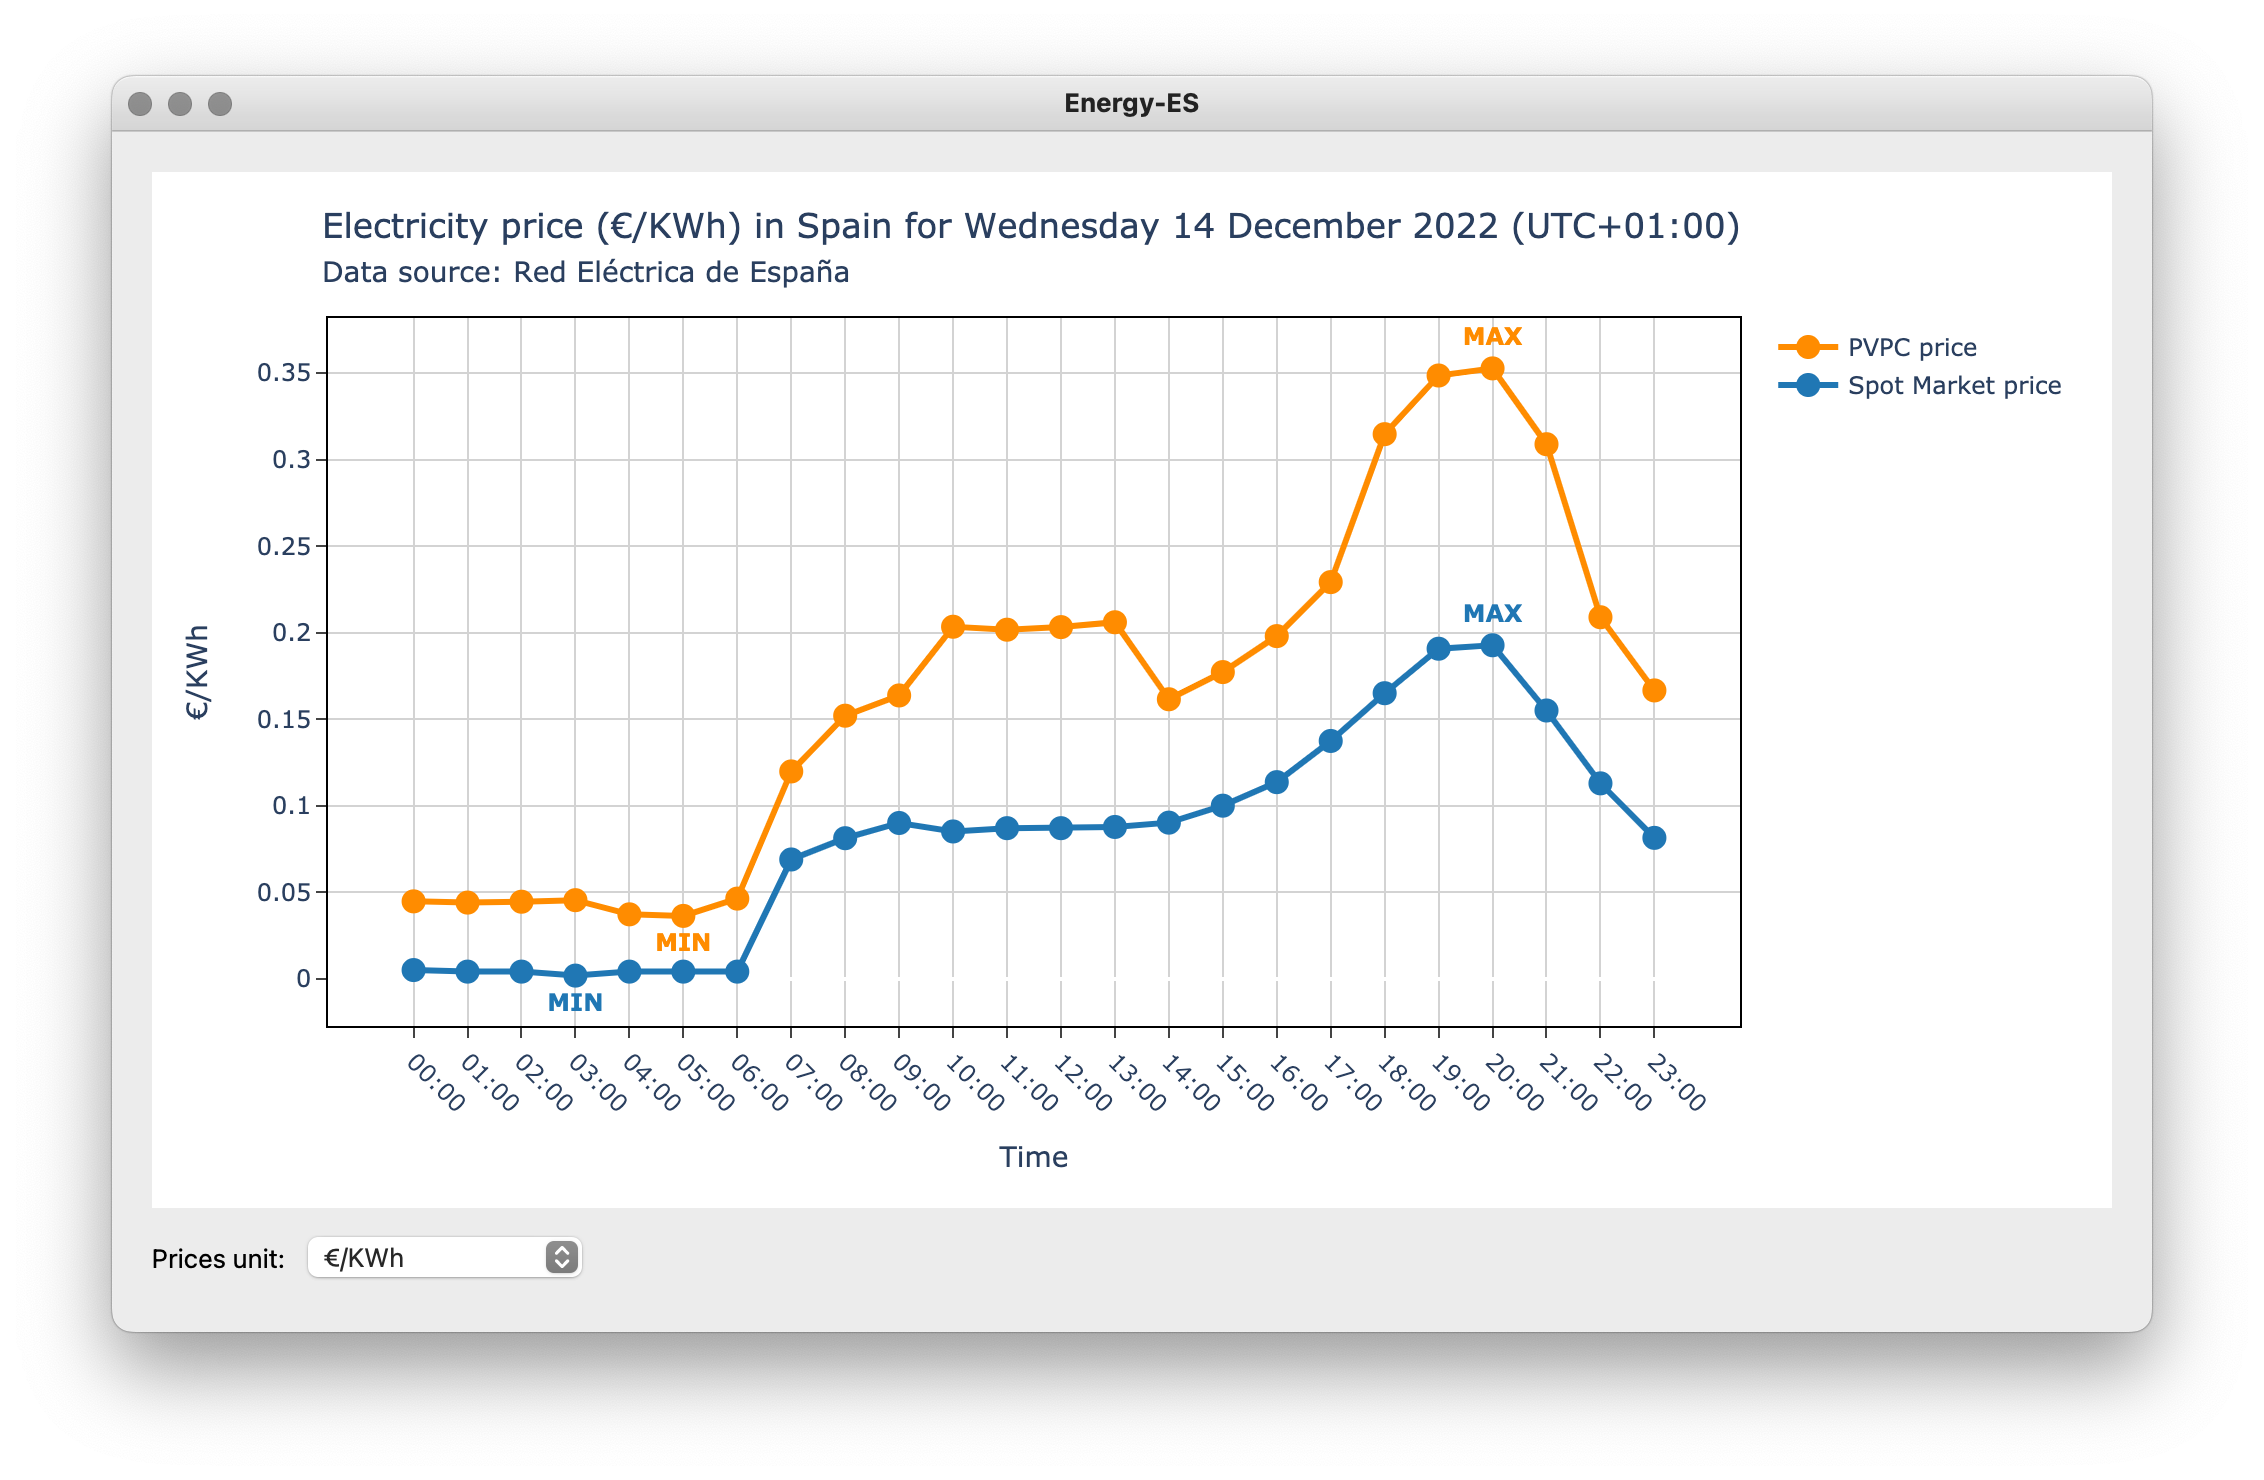 Energy-ES
Electricity price (€/KWh) in Spain for Wednesday 14 December 2022 (UTC+01:00)
Data source: Red Eléctrica de España
MAX
PVPC price
Spot Market price
0.35
0.3
0.25
0.2
0.15
0.1
0.05
0
€/KWh
MAX
MIN
MIN
00:00
01:00
02:00
03:00
04:00
05:00
06:00
07:00
08:00
09:00
10:00
11:00
12:00
13:00
14:00
15:00
16:00
17:00
18:00
19:00
20:00
21:00
22:00
23:00
Time
Prices unit: €/KWh